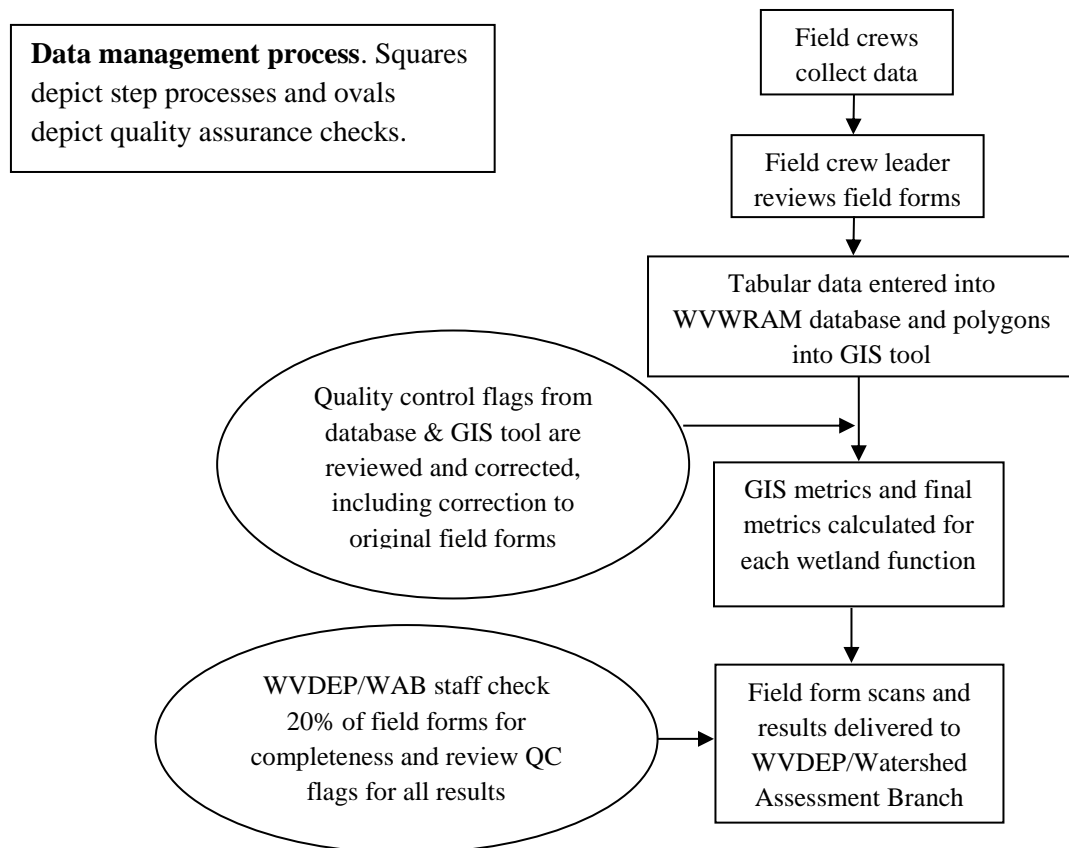 Data management process. Squares
depict step processes and ovals
depict quality assurance checks.
Field crews
collect data
Field crew leader
reviews field forms
Tabular data entered into
WVWRAM database and polygons
into GIS tool
Quality control flags from
database & GIS tool are
reviewed and corrected,
including correction to
original field forms
GIS metrics and final
metrics calculated for
each wetland function
WVDEP/WAB staff check
20% of field forms for
completeness and review QC
flags for all results
Field form scans and
results delivered to
WVDEP/Watershed
Assessment Branch